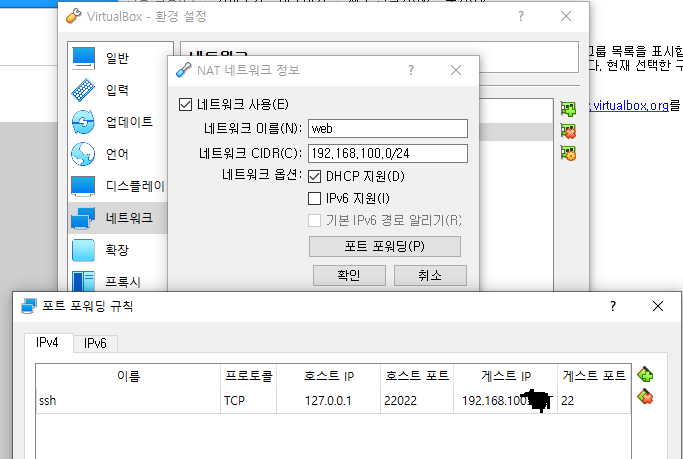 VirtualBox - 환경 설정
?
일반
입력
업데이트
언어
디스플레이
네트워크
확장
프록시
그룹 목록을 표시합
다. 현재 선택한 구
virtualbox.org를
NAT 네트워크 정보
?
네트워크 사용(E)
네트워크 이름(N): web
네트워크 CIDR(C): 192.168.100.0/24
네트워크 옵션: DHCP 지원(D)
IPv6 지원(I)
기본 IPv6 경로 알리기(R)
포트 포워딩(P)
확인 취소
포트 포워딩 규칙
?
IPv4 IPv6
이름 프로토콜 호스트 IP 호스트 포트 게스트 IP 게스트 포트
ssh TCP 127.0.0.1 22022 192.168.100 22